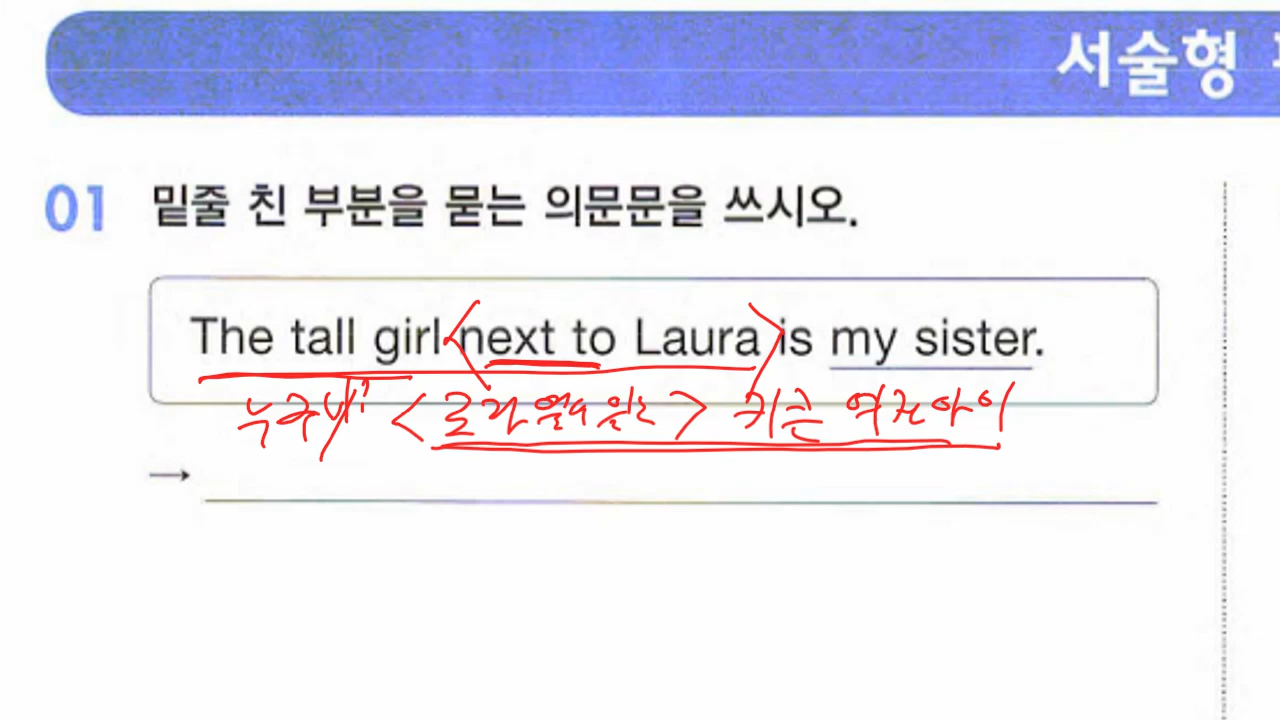 서술형
01 밑줄 친 부분을 묻는 의문문을 쓰시오.
The tall girl next to Laura is my sister.
누구니? <로라 옆에 있는> 키큰 여자아이
→